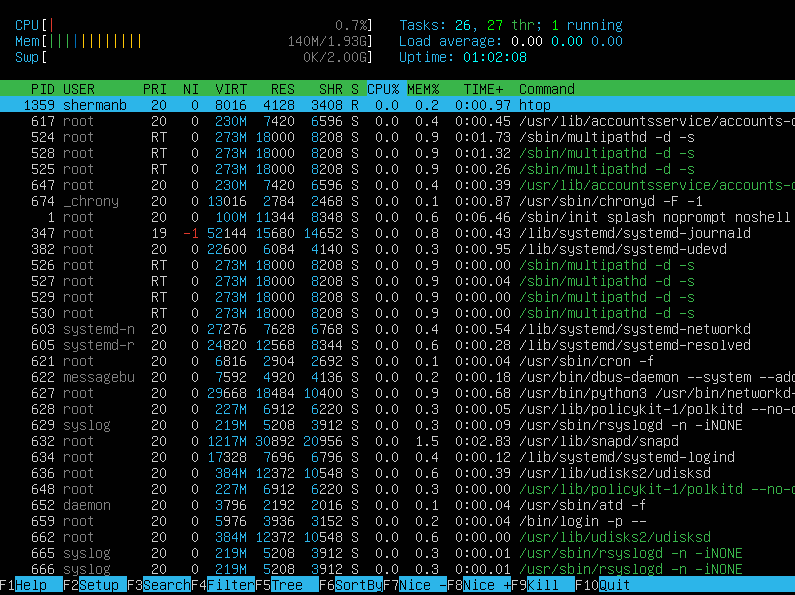 CPU[| 0.7%] Tasks: 26, 27 thr; 1 running
Mem[|||||||||||| 140M/1.93G] Load average: 0.00 0.00 0.00
Swp[ 0K/2.00G] Uptime: 01:02:08
PID USER PRI NI VIRT RES SHR S CPU% MEM% TIME+ Command
1359 shermanb 20 0 8016 4128 3408 R 0.0 0.2 0:00.97 htop
617 root 20 0 230M 7420 6596 S 0.0 0.4 0:00.45 /usr/lib/accountsservice/accounts-d
524 root RT 0 273M 18000 8208 S 0.0 0.9 0:01.73 /sbin/multipathd -d -s
528 root RT 0 273M 18000 8208 S 0.0 0.9 0:01.32 /sbin/multipathd -d -s
525 root RT 0 273M 18000 8208 S 0.0 0.9 0:00.26 /sbin/multipathd -d -s
647 root 20 0 230M 7420 6596 S 0.0 0.4 0:00.39 /usr/lib/accountsservice/accounts-d
674 _chrony 20 0 13016 2784 2468 S 0.0 0.1 0:00.87 /usr/sbin/chronyd -F -1
1 root 20 0 100M 11344 8348 S 0.0 0.6 0:06.46 /sbin/init splash noprompt noshell
347 root 19 -1 52144 15680 14652 S 0.0 0.8 0:00.43 /lib/systemd/systemd-journald
382 root 20 0 22600 6084 4140 S 0.0 0.3 0:00.95 /lib/systemd/systemd-udevd
526 root RT 0 273M 18000 8208 S 0.0 0.9 0:00.00 /sbin/multipathd -d -s
527 root RT 0 273M 18000 8208 S 0.0 0.9 0:00.04 /sbin/multipathd -d -s
529 root RT 0 273M 18000 8208 S 0.0 0.9 0:00.00 /sbin/multipathd -d -s
530 root RT 0 273M 18000 8208 S 0.0 0.9 0:00.00 /sbin/multipathd -d -s
603 systemd-n 20 0 27276 7628 6768 S 0.0 0.4 0:00.54 /lib/systemd/systemd-networkd
605 systemd-r 20 0 24820 12568 8344 S 0.0 0.6 0:00.28 /lib/systemd/systemd-resolved
621 root 20 0 6816 2904 2692 S 0.0 0.1 0:00.04 /usr/sbin/cron -f
622 messagebu 20 0 7592 4920 4136 S 0.0 0.2 0:00.18 /usr/bin/dbus-daemon --system --add
627 root 20 0 29668 18484 10400 S 0.0 0.9 0:00.68 /usr/bin/python3 /usr/bin/networkd-
628 root 20 0 227M 6912 6220 S 0.0 0.3 0:00.05 /usr/lib/policykit-1/polkitd --no-d
629 syslog 20 0 219M 5208 3912 S 0.0 0.3 0:00.09 /usr/sbin/rsyslogd -n -iNONE
632 root 20 0 1217M 30892 20956 S 0.0 1.5 0:02.83 /usr/lib/snapd/snapd
634 root 20 0 17328 7696 6796 S 0.0 0.4 0:00.12 /lib/systemd/systemd-logind
636 root 20 0 384M 12372 10548 S 0.0 0.6 0:00.39 /usr/lib/udisks2/udisksd
648 root 20 0 227M 6912 6220 S 0.0 0.3 0:00.00 /usr/lib/policykit-1/polkitd --no-d
652 daemon 20 0 3796 2192 2016 S 0.0 0.1 0:00.04 /usr/sbin/atd -f
659 root 20 0 5976 3936 3152 S 0.0 0.2 0:00.04 /bin/login -p --
662 root 20 0 384M 12372 10548 S 0.0 0.6 0:00.00 /usr/lib/udisks2/udisksd
665 syslog 20 0 219M 5208 3912 S 0.0 0.3 0:00.01 /usr/sbin/rsyslogd -n -iNONE
666 syslog 20 0 219M 5208 3912 S 0.0 0.3 0:00.01 /usr/sbin/rsyslogd -n -iNONE
F1Help F2Setup F3SearchF4FilterF5Tree F6SortByF7Nice -F8Nice +F9Kill F10Quit